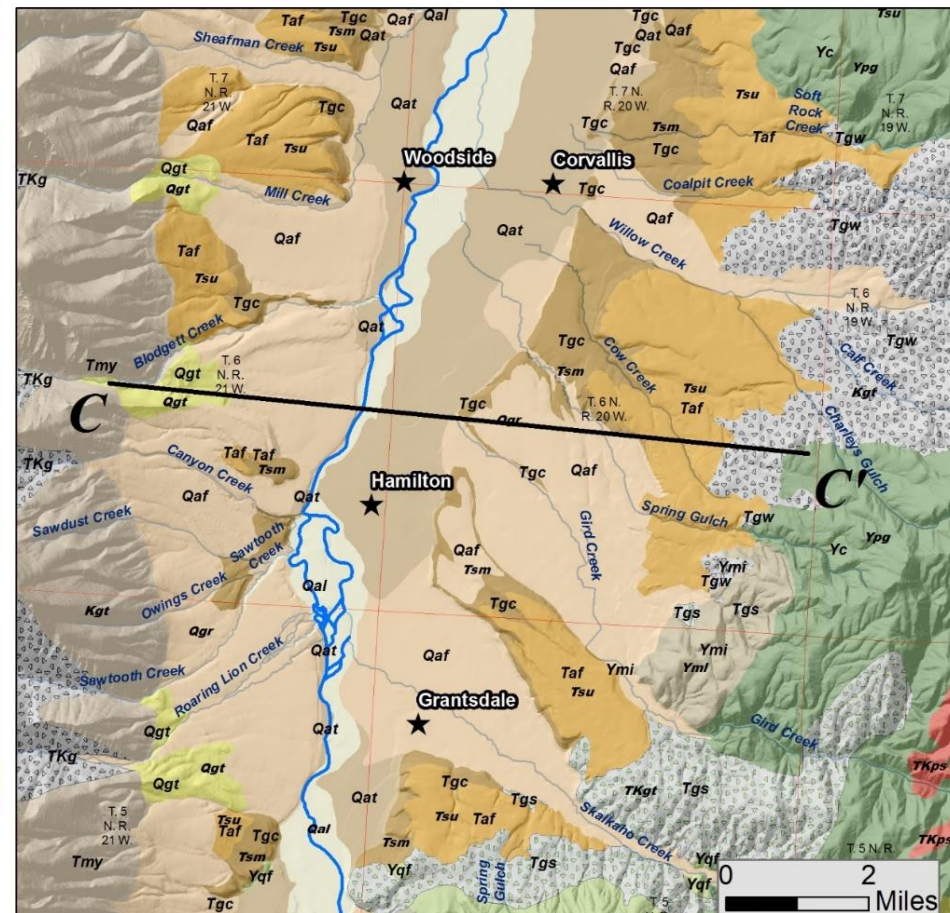 Taf
Tsm
Tsu
Tgc
Qat
Qaf
Qal
Tgc
Qat
Qaf
Tgc
Qaf
Tsu
Yc
Ypg
Sheafman Creek
T. 7
N. R.
21 W.
Qaf
Taf
Tsu
Tgc
Qat
T. 7 N.
R. 20 W.
Tgc
Tsm
Tgc
Tsu
Taf
Soft
Rock
Creek
Tgw
T. 7
N. R.
19 W.
Woodside
Corvallis
TKg
Qgt
Qgt
Mill Creek
Tgc
Coalpit Creek
Qaf
Willow Creek
Tgw
Taf
Tsu
Qaf
Qat
Tgc
Blodgett Creek
Qat
T. 6
N. R.
19 W.
Tgw
Tgc
Tsm
Cow Creek
Tsu
Taf
Calf Creek
Kgt
Charleys Gulch
Tmy
TKg
Qgt
Qgt
T. 6
N. R.
21 W.
C
Tgc
Qgr
T. 6 N.
R. 20 W.
C'
TKg
Canyon Creek
Taf
Taf
Tsm
Qaf
Qat
Hamilton
Tgc
Qaf
Gird Creek
Spring Gulch
Tgw
Yc
Ypg
Sawdust Creek
Sawtooth
Creek
Owings Creek
Qal
Qaf
Tsm
Ymi
Tgw
Tgs
Tgs
Kgt
Qgr
Tgc
Ymi
Yml
Sawtooth Creek
Roaring Lion Creek
Qat
Qaf
Taf
Tsu
Ymi
Grantsdale
Gird Creek
TKg
Qgt
Qgt
Qgt
Qat
TKgt
Tgs
TKps
T. 5
N. R.
21 W.
Tmy
Tsu
Taf
Tgc
Tsm
Yqf
Tgc
Qal
Qat
Tsm
Tgc
Tsu
Taf
Tgs
Spring
Gulch
Tgs
Skalkaho Creek
Yqf
Yqf
T. 5 N. R.
TKps
T. 5
0
2
Miles